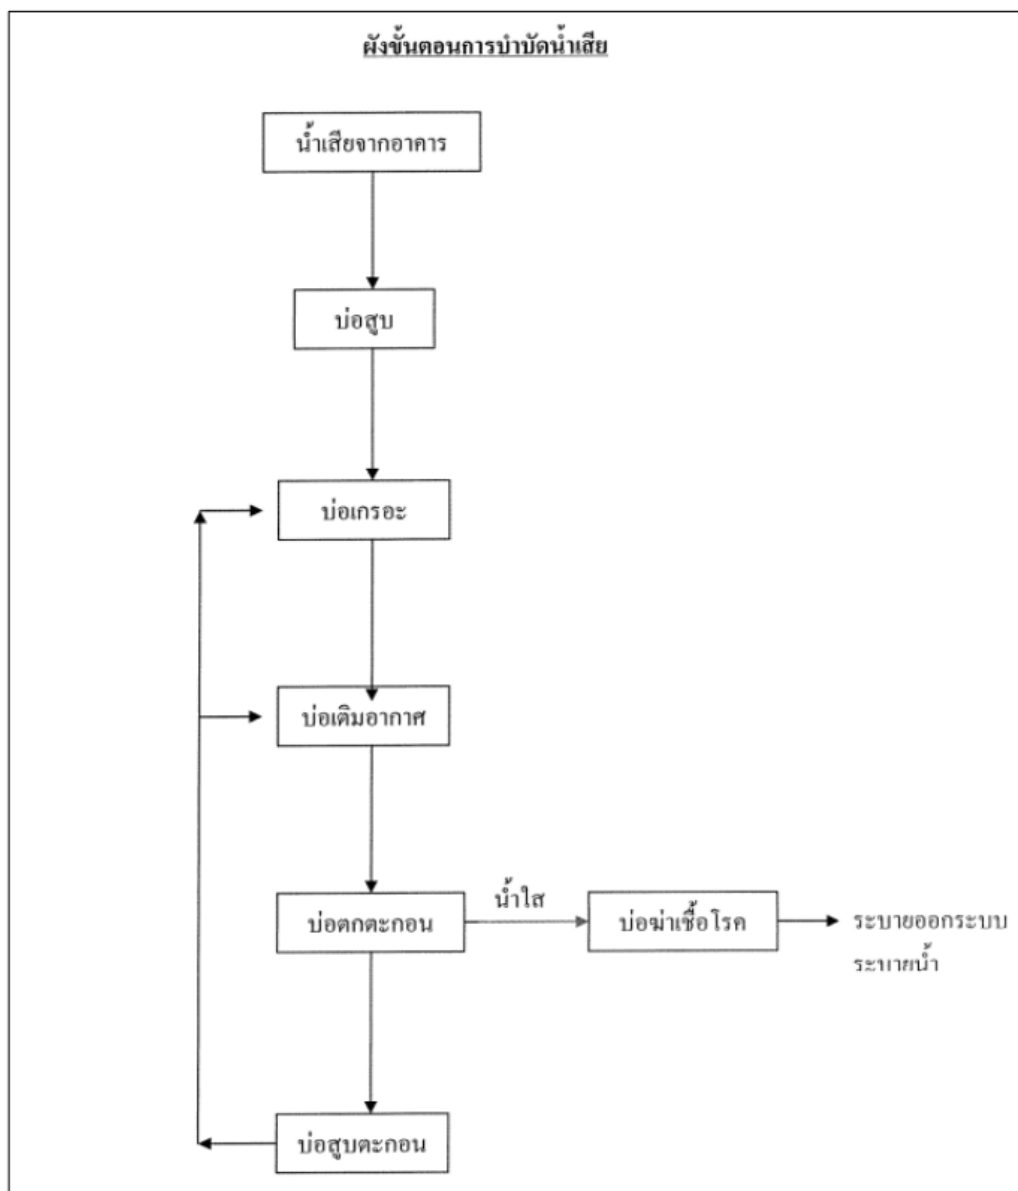 ผังขั้นตอนการบำบัดน้ำเสีย
น้ำเสียจากอาคาร
บ่อสูบ
บ่อเกรอะ
บ่อเติมอากาศ
บ่อตกตะกอน
น้ำใส
บ่อฆ่าเชื้อโรค
ระบายออกระบบ
ระบายน้ำ
บ่อสูบตะกอน